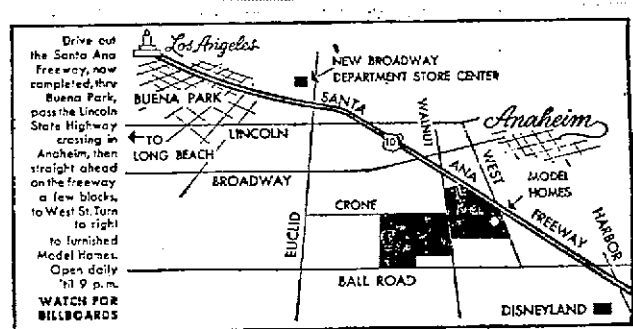 Drive out
the Santa Ana
Freeway, now
completed, thru
Buena Park,
pass the Lincoln
State Highway
crossing in
Anaheim, then
straight ahead
on the freeway
a few blocks,
to West St. Turn
to right
to furnished
Model Homes.
Open daily
'til 9 p.m.
WATCH FOR
BILLBOARDS
Los Angeles
NEW BROADWAY
DEPARTMENT STORE CENTER
BUENA PARK
SANTA
WALNUT
Anaheim
LINCOLN
TO
LONG BEACH
10
ANA
WEST
MODEL
HOMES
BROADWAY
EUCLID
CRONE
FREEWAY
HARBOR
BALL ROAD
DISNEYLAND